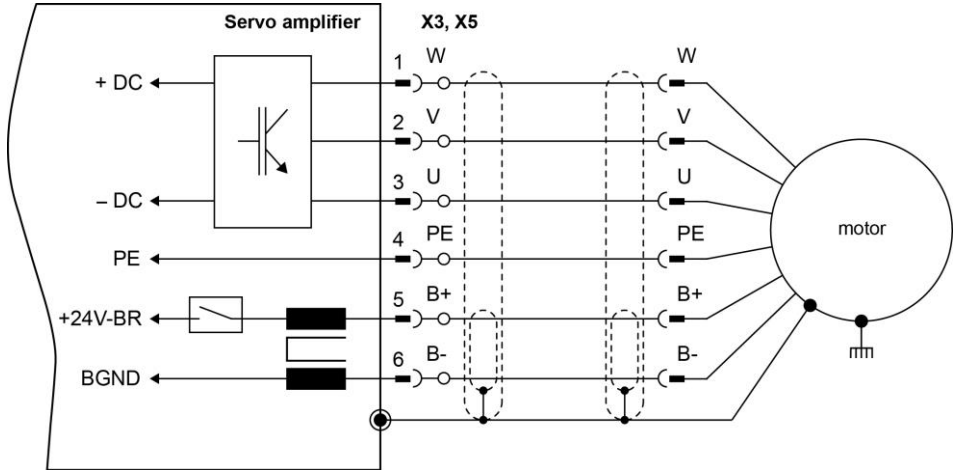 Servo amplifier X3, X5
1 W W
+ DC
2 V V
3 U U
– DC
motor
4 PE PE
PE
5 B+ B+
+24V-BR
6 B- B-
BGND